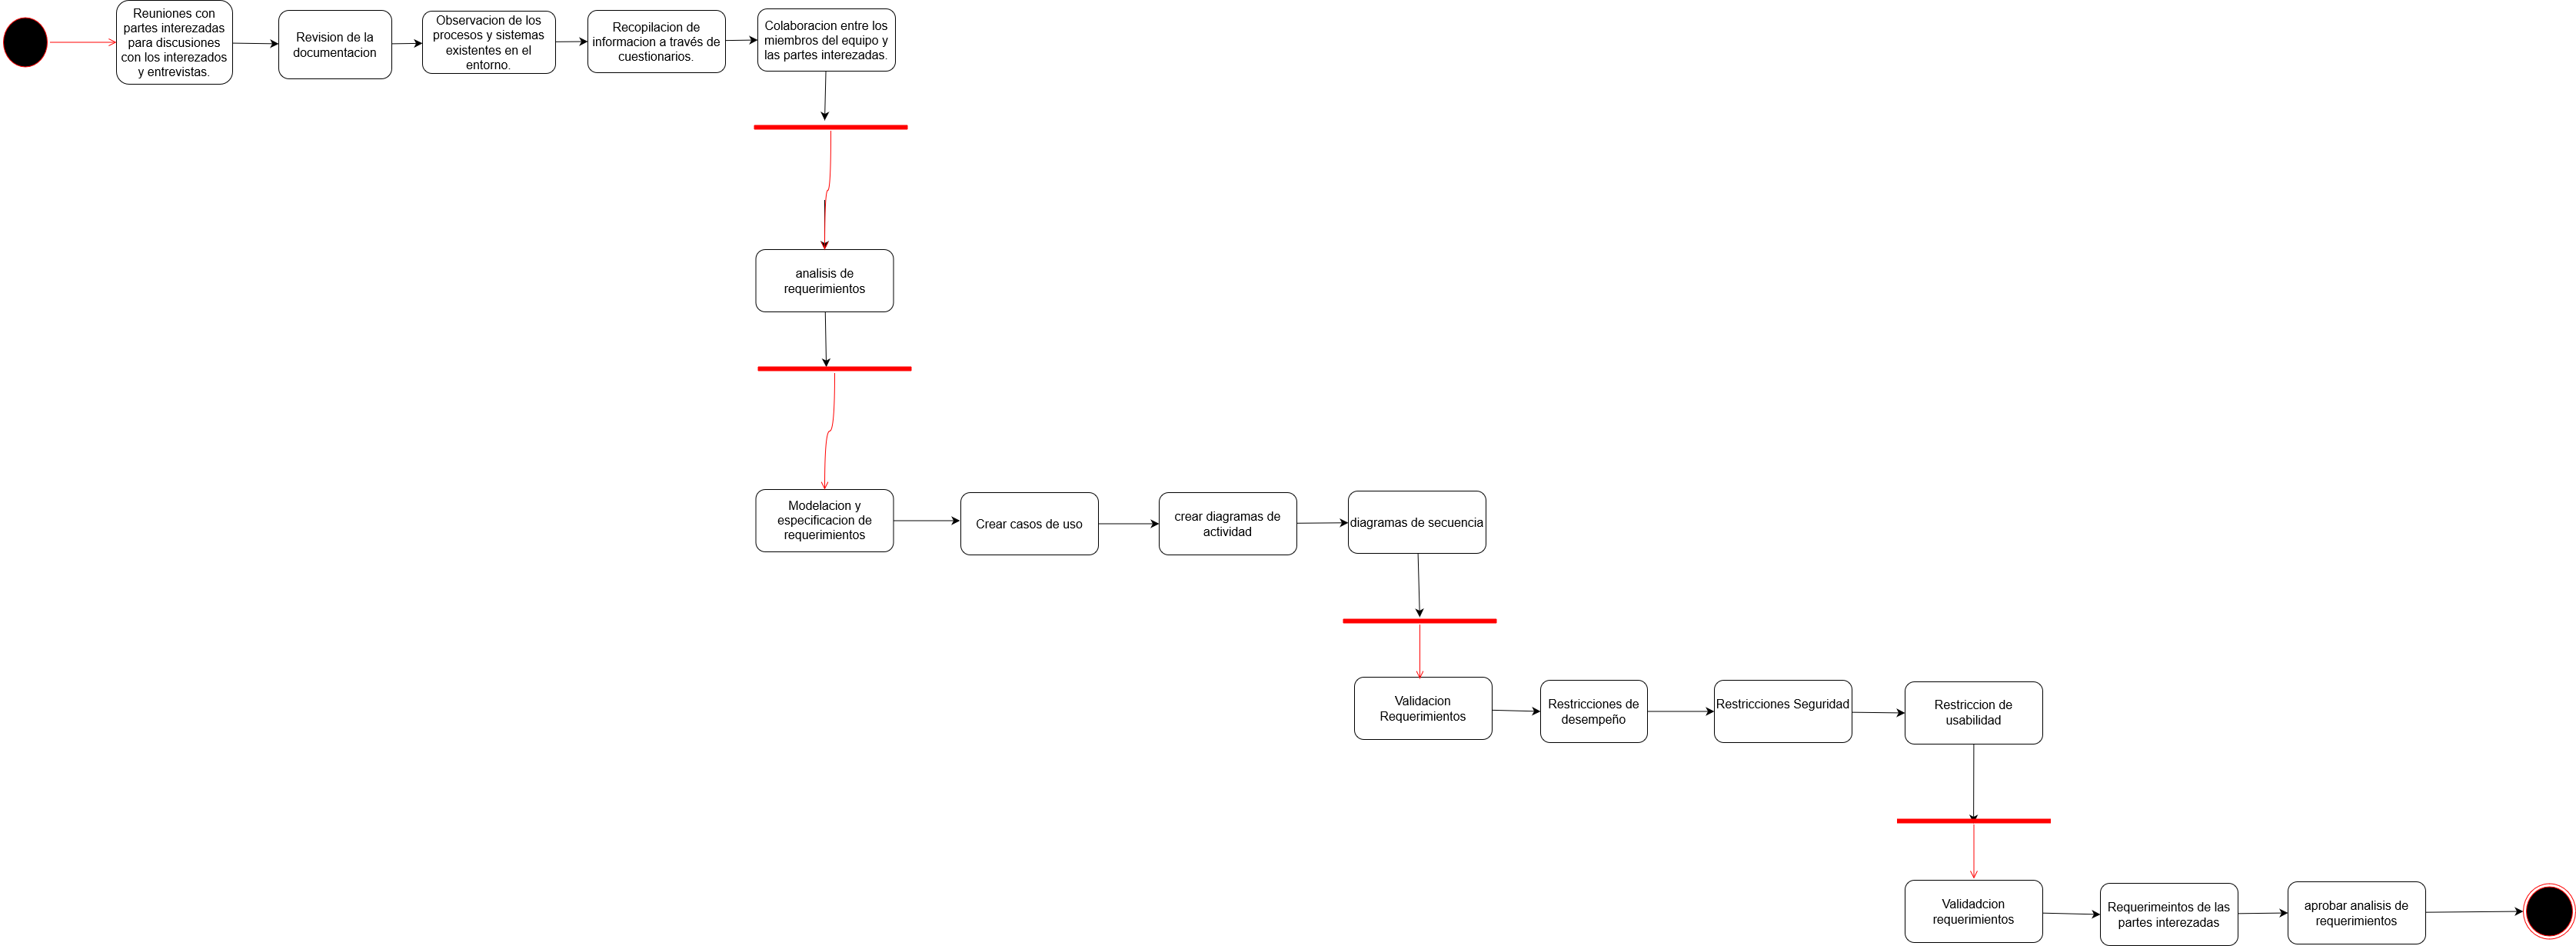 Reuniones con
partes interezadas
para discusiones
con los interezados
y entrevistas.
Revision de la
documentacion
Observacion de los
procesos y sistemas
existentes en el
entorno.
Recopilacion de
informacion a través de
cuestionarios.
Colaboracion entre los
miembros del equipo y
las partes interezadas.
analisis de
requerimientos
Modelacion y
especificacion de
requerimientos
Crear casos de uso
crear diagramas de
actividad
diagramas de secuencia
Validacion
Requerimientos
Restricciones de
desempeño
Restricciones Seguridad
Restriccion de
usabilidad
Validadcion
requerimientos
Requerimeintos de las
partes interezadas
aprobar analisis de
requerimientos